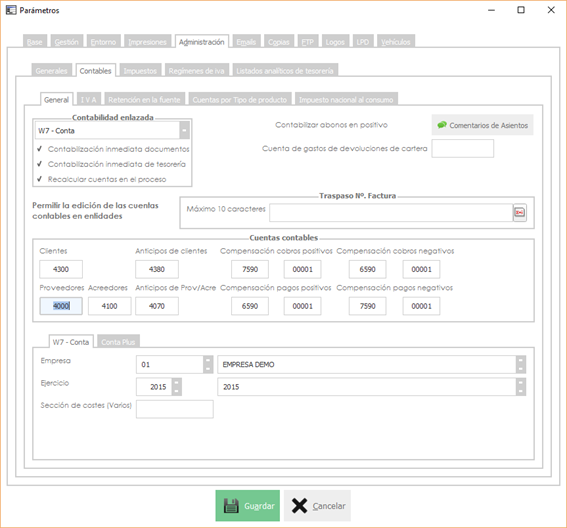 Parámetros
Base Gestión Entorno Impresiones Administración Emails Copias FTP Logos LPD Vehículos
Generales Contables Impuestos Regímenes de iva Listados analíticos de tesorería
General I V A Retención en la fuente Cuentas por Tipo de producto Impuesto nacional al consumo
Contabilidad enlazada
W7 - Conta
Contabilización inmediata documentos
Contabilización inmediata de tesorería
Recalcular cuentas en el proceso
Contabilizar abonos en positivo
Comentarios de Asientos
Cuenta de gastos de devoluciones de cartera
Permitir la edición de las cuentas
contables en entidades
Traspaso Nº. Factura
Máximo 10 caracteres
Cuentas contables
Clientes Anticipos de clientes Compensación cobros positivos Compensación cobros negativos
4300 4380 7590 00001 6590 00001
Proveedores Acreedores Anticipos de Prov/Acre Compensación pagos positivos Compensación pagos negativos
4000 4100 4070 6590 00001 7590 00001
W7 - Conta Conta Plus
Empresa 01 EMPRESA DEMO
Ejercicio 2015 2015
Sección de costes (Varios)
Guardar Cancelar